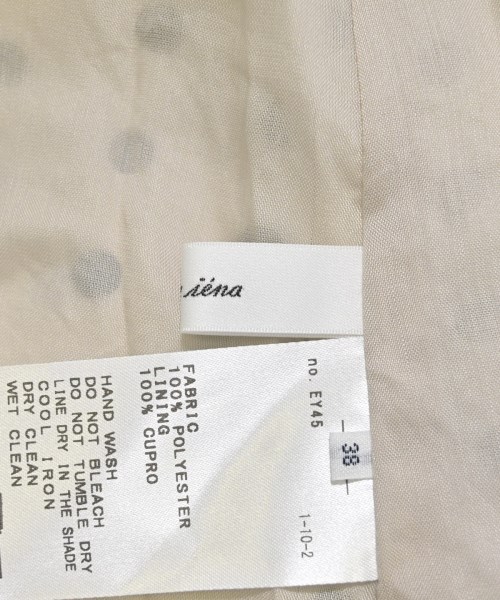 iéna
no. EY45
38
1-10-2
FABRIC
100% POLYESTER
LINING
100% CUPRO
HAND WASH
DO NOT BLEACH
DO NOT TUMBLE DRY
LINE DRY IN THE SHADE
COOL IRON
DRY CLEAN
WET CLEAN